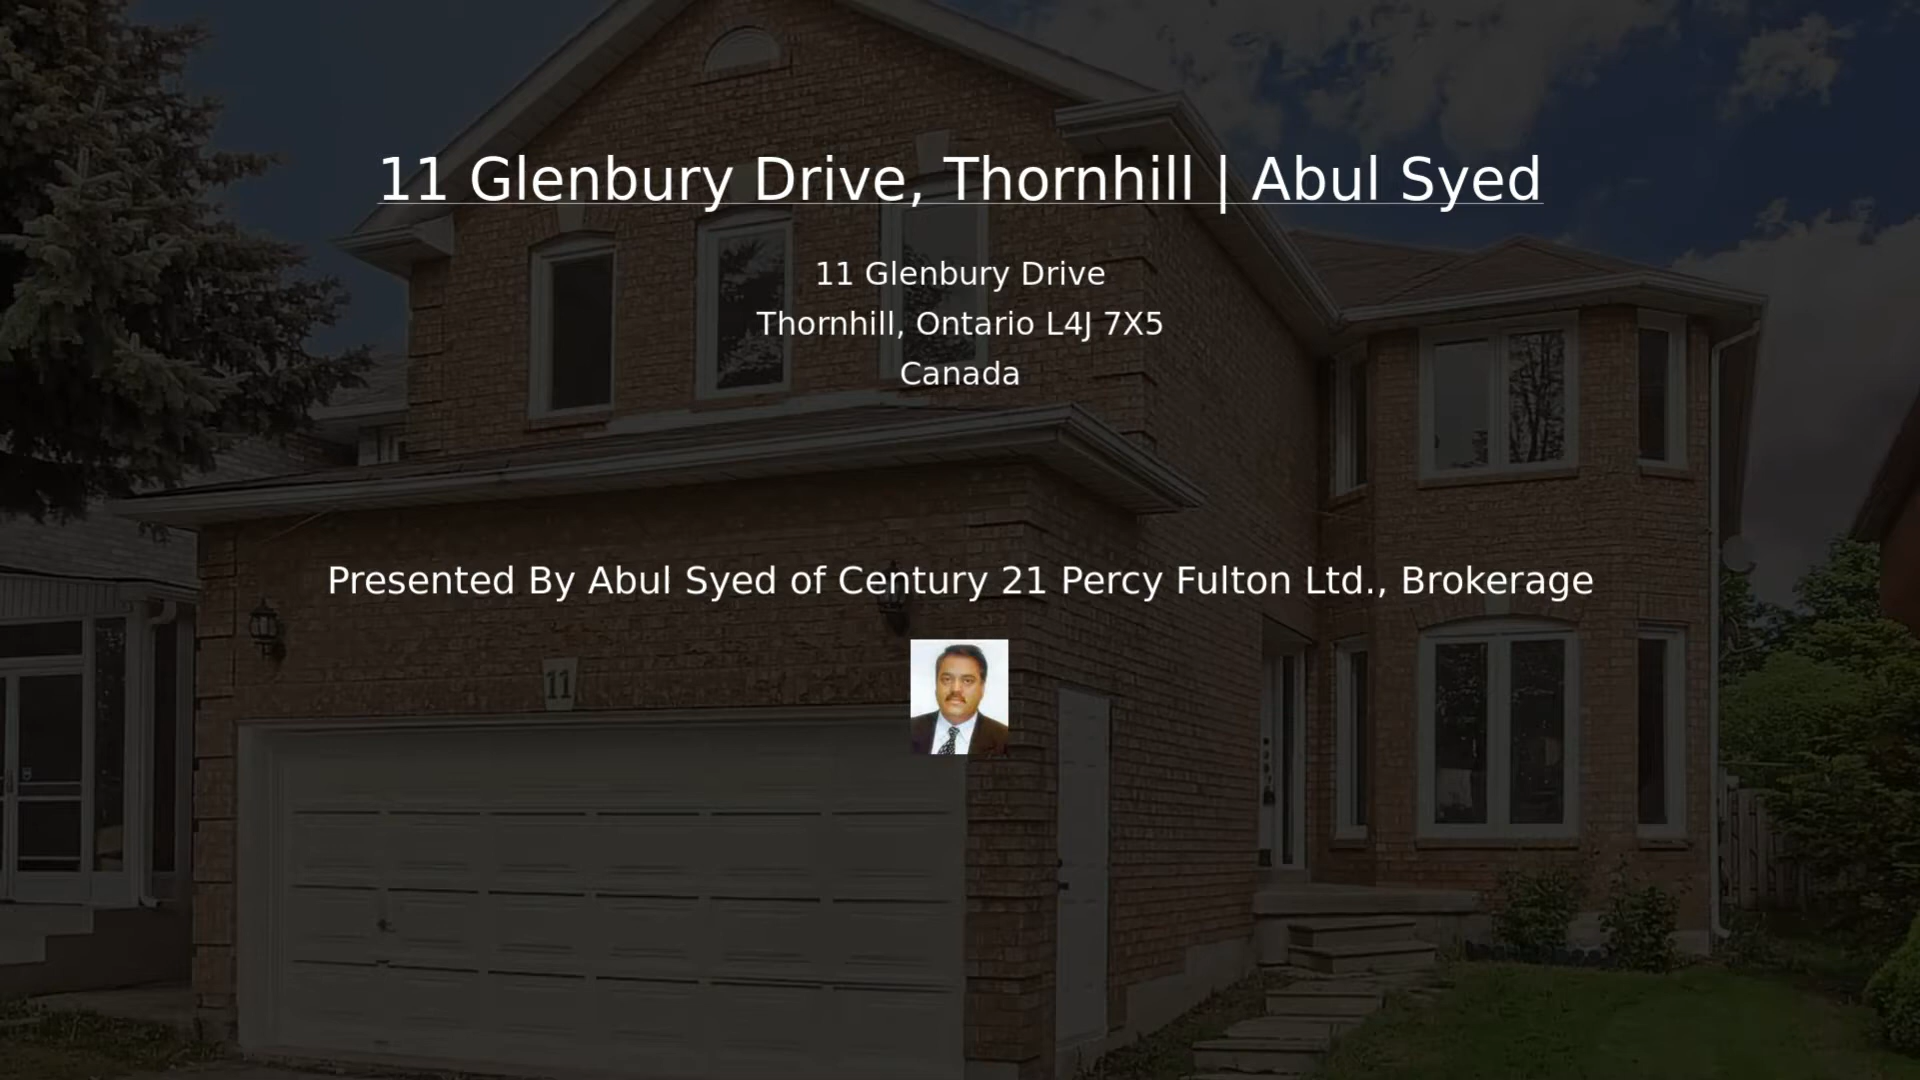 11 Glenbury Drive, Thornhill | Abul Syed
11 Glenbury Drive
Thornhill, Ontario L4J 7X5
Canada
Presented By Abul Syed of Century 21 Percy Fulton Ltd., Brokerage
11